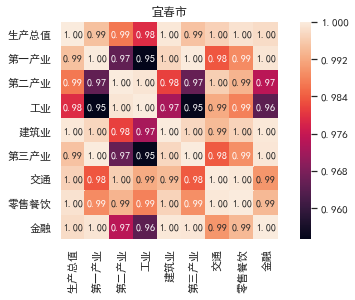 宜春市
生产总值 1.00 0.99 0.99 0.98 1.00 0.99 1.00 1.00 1.00
第一产业 0.99 1.00 0.97 0.95 1.00 1.00 0.98 0.99 1.00
第二产业 0.99 0.97 1.00 1.00 0.98 0.97 1.00 0.99 0.97
工业 0.98 0.95 1.00 1.00 0.97 0.95 0.99 0.99 0.96
建筑业 1.00 1.00 0.98 0.97 1.00 1.00 0.99 1.00 1.00
第三产业 0.99 1.00 0.97 0.95 1.00 1.00 0.98 0.99 1.00
交通 1.00 0.98 1.00 0.99 0.99 0.98 1.00 1.00 0.99
零售餐饮 1.00 0.99 0.99 0.99 1.00 0.99 1.00 1.00 0.99
金融 1.00 1.00 0.97 0.96 1.00 1.00 0.99 0.99 1.00
生产总值 第一产业 第二产业 工业 建筑业 第三产业 交通 零售餐饮 金融
1.000
0.992
0.984
0.976
0.968
0.960